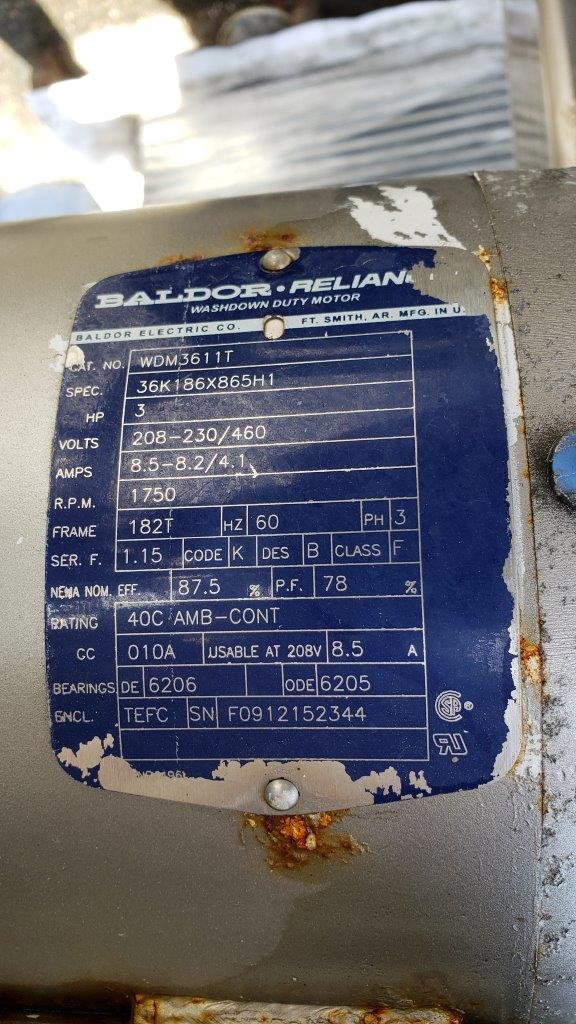 BALDOR • RELIAN
WASHDOWN DUTY MOTOR
BALDOR ELECTRIC CO. FT. SMITH, AR. MFG. IN U.
CAT. NO. WDM3611T
SPEC. 36K186X865H1
HP 3
VOLTS 208-230/460
AMPS 8.5-8.2/4.1
R.P.M. 1750
FRAME 182T HZ 60 PH 3
SER. F. 1.15 CODE K DES B CLASS F
NEMA NOM. EFF. 87.5 % P.F. 78 %
RATING 40C AMB-CONT
CC 010A USABLE AT 208V 8.5 A
BEARINGS DE 6206 ODE 6205
ENCL. TEFC SN F0912152344
SA ®